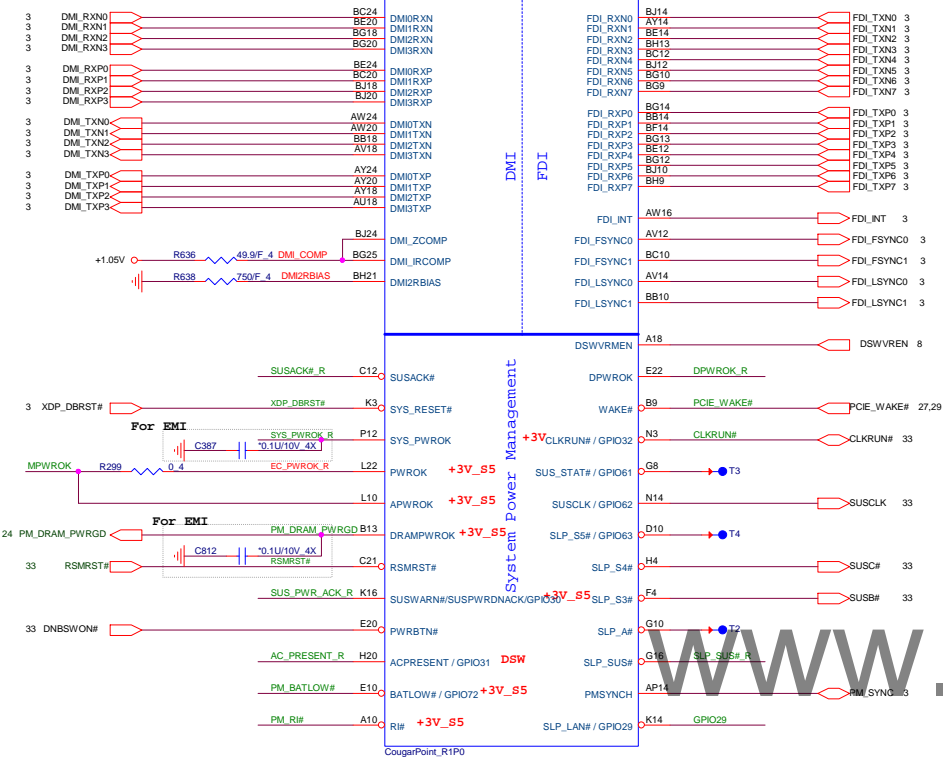 3 DMI_RXN0 BC24 DMI0RXN FDI_RXN0 BJ14 FDI_TXN0 3
3 DMI_RXN1 BE20 DMI1RXN FDI_RXN1 AY14 FDI_TXN1 3
3 DMI_RXN2 BG18 DMI2RXN FDI_RXN2 BE14 FDI_TXN2 3
3 DMI_RXN3 BG20 DMI3RXN FDI_RXN3 BH13 FDI_TXN3 3
FDI_RXN4 BC12 FDI_TXN4 3
3 DMI_RXP0 BE24 DMI0RXP FDI_RXN5 BJ12 FDI_TXN5 3
3 DMI_RXP1 BC20 DMI1RXP FDI_RXN6 BG10 FDI_TXN6 3
3 DMI_RXP2 BJ18 DMI2RXP FDI_RXN7 BG9 FDI_TXN7 3
3 DMI_RXP3 BJ20 DMI3RXP
FDI_RXP0 BG14 FDI_TXP0 3
3 DMI_TXN0 AW24 DMI0TXN FDI_RXP1 BB14 FDI_TXP1 3
3 DMI_TXN1 AW20 DMI1TXN FDI_RXP2 BF14 FDI_TXP2 3
3 DMI_TXN2 BB18 DMI2TXN FDI_RXP3 BG13 FDI_TXP3 3
3 DMI_TXN3 AV18 DMI3TXN FDI_RXP4 BE12 FDI_TXP4 3
FDI_RXP5 BG12 FDI_TXP5 3
3 DMI_TXP0 AY24 DMI0TXP FDI_RXP6 BJ10 FDI_TXP6 3
3 DMI_TXP1 AY20 DMI1TXP FDI_RXP7 BH9 FDI_TXP7 3
3 DMI_TXP2 AY18 DMI2TXP
3 DMI_TXP3 AU18 DMI3TXP
DMI
FDI
FDI_INT AW16 FDI_INT 3
BJ24 DMI_ZCOMP FDI_FSYNC0 AV12 FDI_FSYNC0 3
+1.05V R636 49.9/F_4 DMI_COMP BG25 DMI_IRCOMP FDI_FSYNC1 BC10 FDI_FSYNC1 3
R638 750/F_4 DMI2RBIAS BH21 DMI2RBIAS FDI_LSYNC0 AV14 FDI_LSYNC0 3
FDI_LSYNC1 BB10 FDI_LSYNC1 3
System Power Management
DSWVRMEN A18 DSWVREN 8
SUSACK#_R C12 SUSACK# DPWROK E22 DPWROK_R
3 XDP_DBRST# XDP_DBRST# K3 SYS_RESET# WAKE# B9 PCIE_WAKE# PCIE_WAKE# 27,29
For EMI
SYS_PWROK_R P12 SYS_PWROK +3V CLKRUN# / GPIO32 N3 CLKRUN# CLKRUN# 33
C387 *0.1U/10V_4X
MPWROK R299 0_4 EC_PWROK_R L22 PWROK +3V_S5 SUS_STAT# / GPIO61 G8 T3
L10 APWROK +3V_S5 SUSCLK / GPIO62 N14 SUSCLK 33
For EMI
24 PM_DRAM_PWRGD PM_DRAM_PWRGD B13 DRAMPWROK +3V_S5 SLP_S5# / GPIO63 D10 T4
C812 *0.1U/10V_4X
33 RSMRST# RSMRST# C21 RSMRST# SLP_S4# H4 SUSC# 33
SUS_PWR_ACK_R K16 SUSWARN#/SUSPWRDNACK/GPIO30 +3V_S5 SLP_S3# F4 SUSB# 33
33 DNBSWON# E20 PWRBTN# SLP_A# G10 T2
AC_PRESENT_R H20 ACPRESENT / GPIO31 DSW SLP_SUS# G16 SLP_SUS#_R
PM_BATLOW# E10 BATLOW# / GPIO72 +3V_S5 PMSYNCH AP14 PM_SYNC 3
PM_RI# A10 RI# +3V_S5 SLP_LAN# / GPIO29 K14 GPIO29
CougarPoint_R1P0
www.